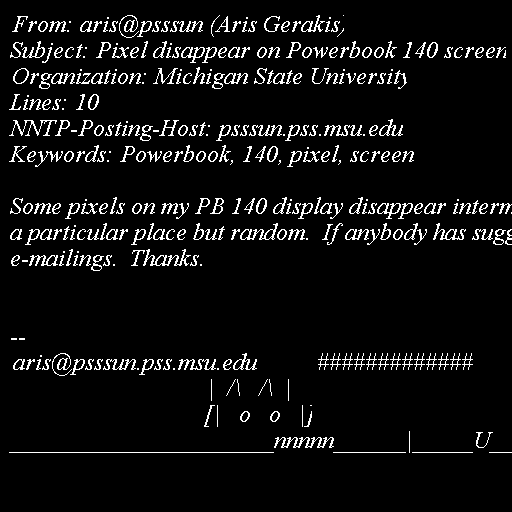 From: aris@psssun (Aris Gerakis)
Subject: Pixel disappear on Powerbook 140 screen
Organization: Michigan State University
Lines: 10
NNTP-Posting-Host: psssun.pss.msu.edu
Keywords: Powerbook, 140, pixel, screen
Some pixels on my PB 140 display disappear interm
a particular place but random.  If anybody has sugg
e-mailings.  Thanks.
--
aris@psssun.pss.msu.edu          #############
|  /\   /\  |
[|   o   o   |j
______________________nnnnn______|_____U__